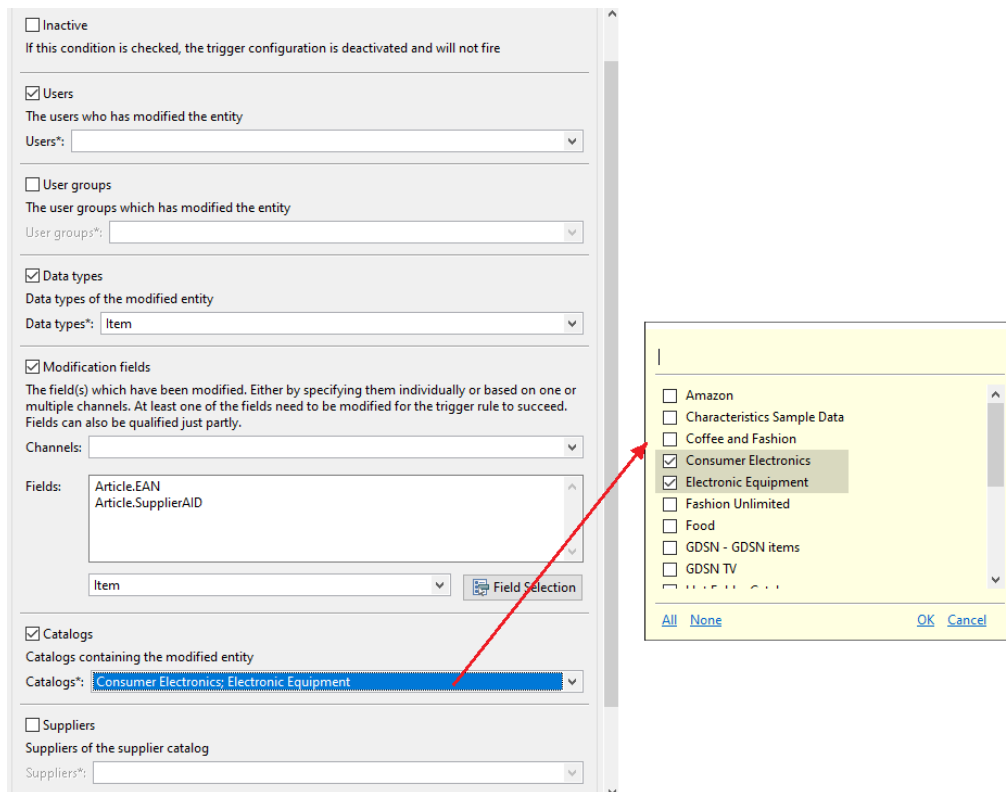 Inactive
If this condition is checked, the trigger configuration is deactivated and will not fire
Users
The users who has modified the entity
Users*:
User groups
The user groups which has modified the entity
User groups*:
Data types
Data types of the modified entity
Data types*: Item
Modification fields
The field(s) which have been modified. Either by specifying them individually or based on one or
multiple channels. At least one of the fields need to be modified for the trigger rule to succeed.
Fields can also be qualified just partly.
Channels:
Fields: Article.EAN
Article.SupplierAID
Item Field Selection
Catalogs
Catalogs containing the modified entity
Catalogs*: Consumer Electronics; Electronic Equipment
Suppliers
Suppliers of the supplier catalog
Suppliers*:
Amazon
Characteristics Sample Data
Coffee and Fashion
Consumer Electronics
Electronic Equipment
Fashion Unlimited
Food
GDSN - GDSN items
GDSN TV
All None OK Cancel